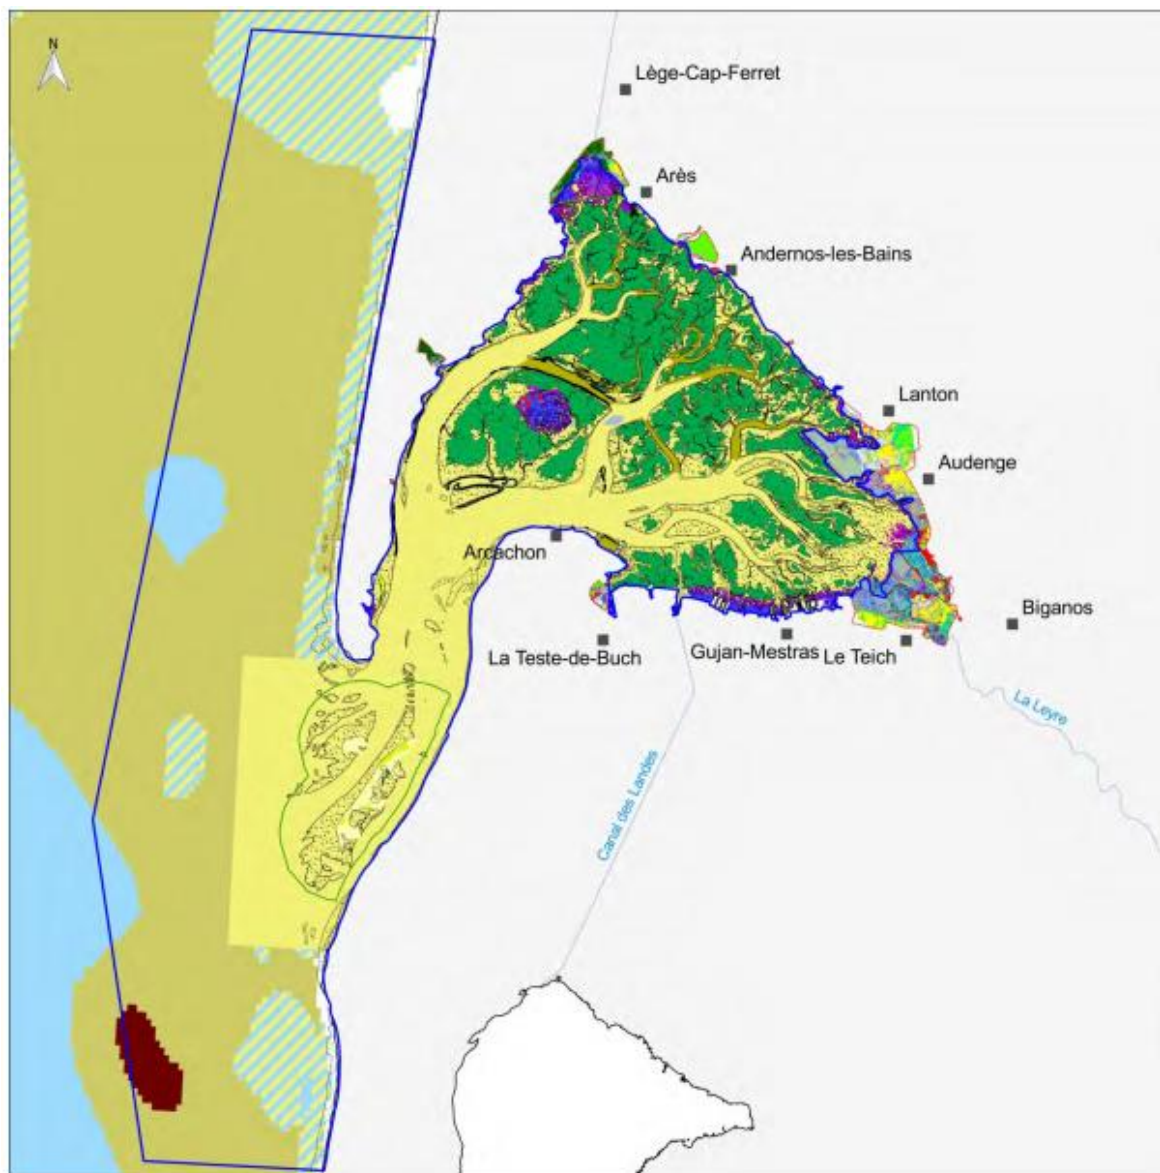 N
Lège-Cap-Ferret
Arès
Andernos-les-Bains
Lanton
Audenge
Arcachon
Biganos
La Teste-de-Buch
Gujan-Mestras
Le Teich
La Leyre
Canal des Landes